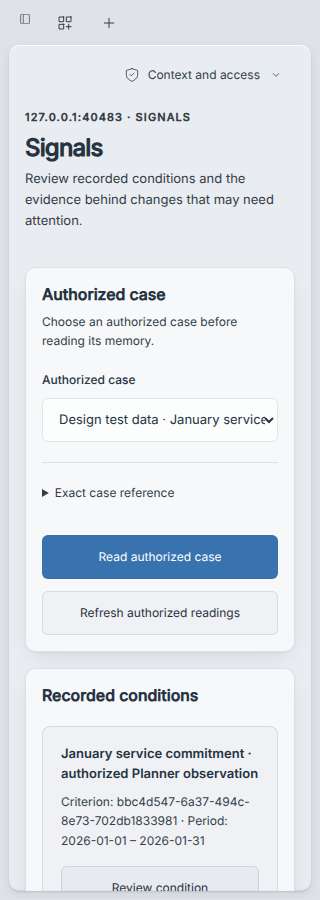 Context and access
127.0.0.1:40483 · SIGNALS
Signals
Review recorded conditions and the
evidence behind changes that may need
attention.
Authorized case
Choose an authorized case before
reading its memory.
Authorized case
Design test data · January service
Exact case reference
Read authorized case
Refresh authorized readings
Recorded conditions
January service commitment ·
authorized Planner observation
Criterion: bbc4d547-6a37-494c-
8e73-702db1833981 · Period:
2026-01-01 – 2026-01-31
Review condition